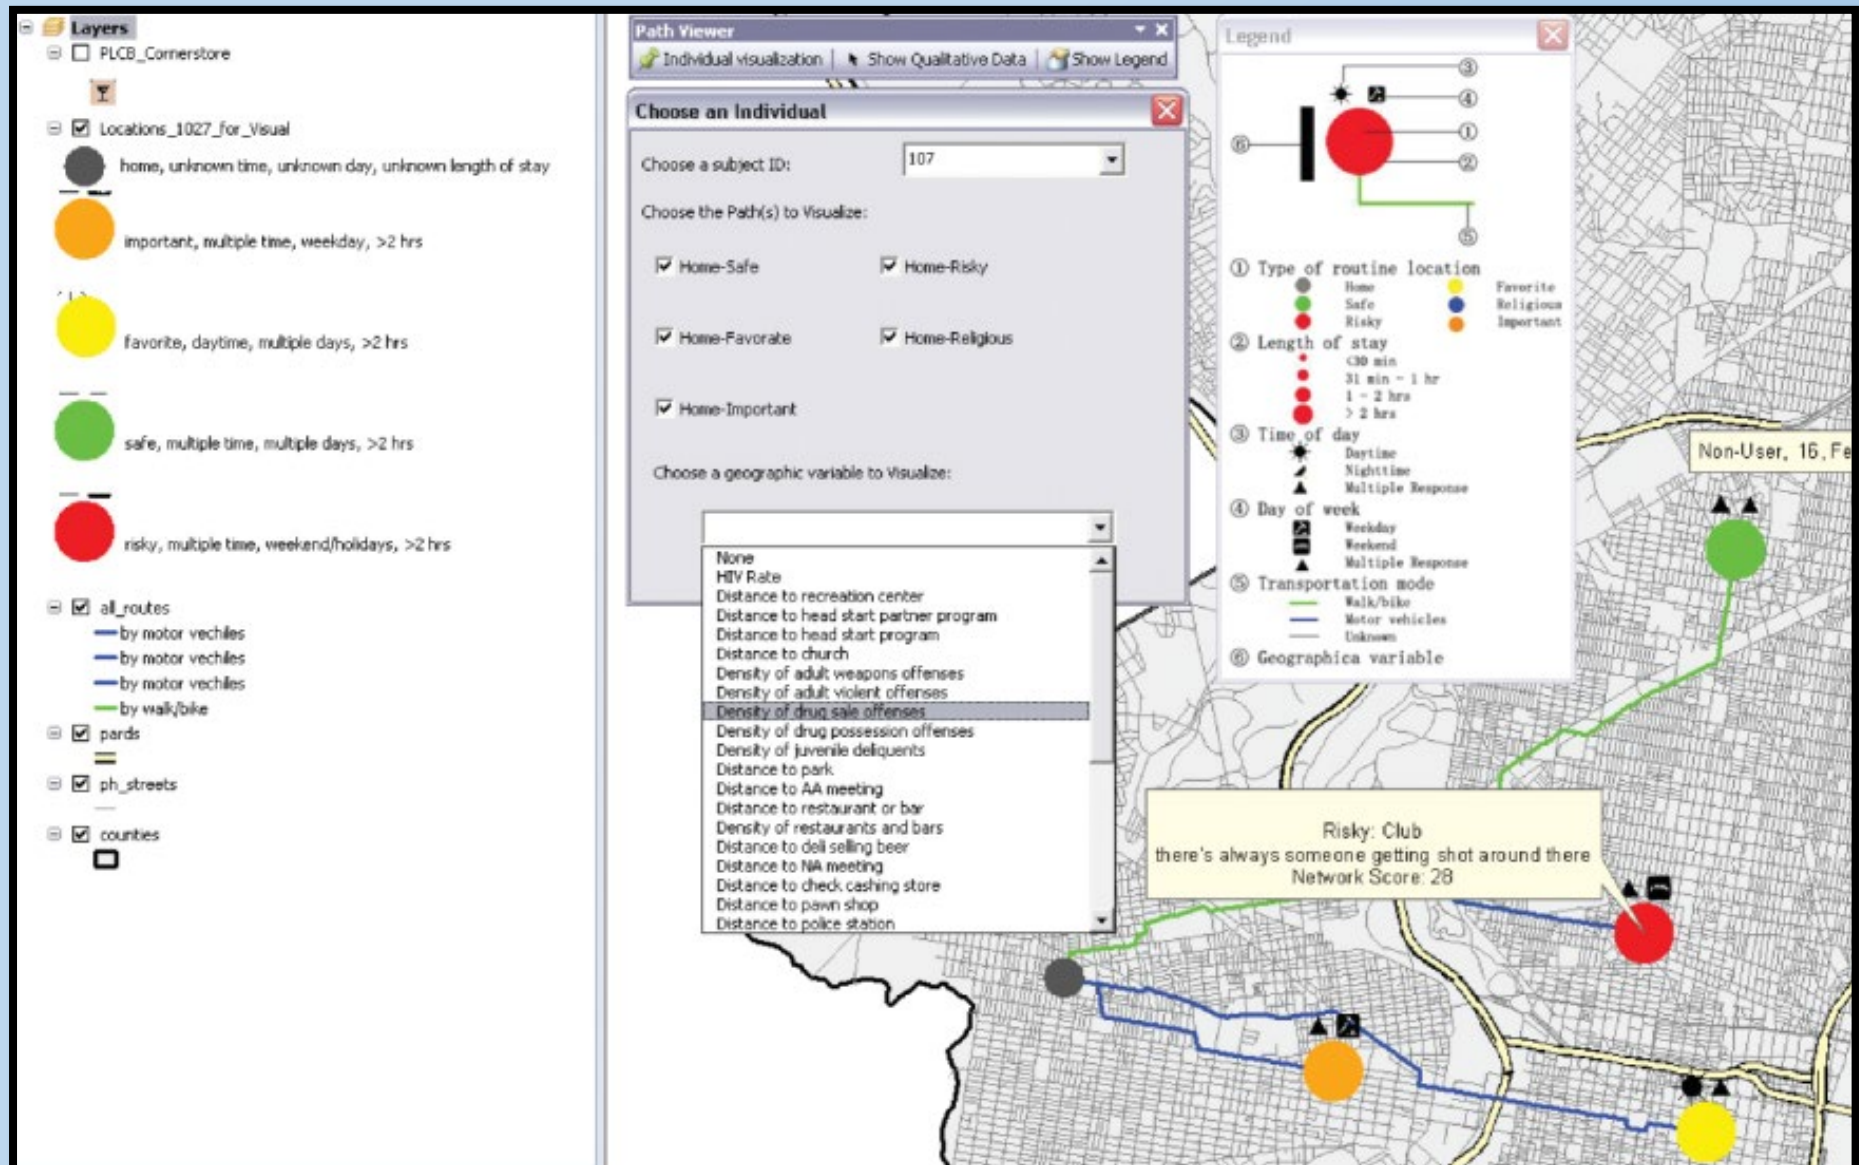 Layers
PLCB_Cornerstore
Locations_1027_for_Visual
home, unknown time, unknown day, unknown length of stay
important, multiple time, weekday, >2 hrs
favorite, daytime, multiple days, >2 hrs
safe, multiple time, multiple days, >2 hrs
risky, multiple time, weekend/holidays, >2 hrs
all_routes
by motor vechiles
by motor vechiles
by motor vechiles
by walk/bike
pards
ph_streets
counties
Path Viewer
Individual visualization
Show Qualitative Data
Show Legend
Choose an Individual
Choose a subject ID:
107
Choose the Path(s) to Visualize:
Home-Safe
Home-Risky
Home-Favorate
Home-Religious
Home-Important
Choose a geographic variable to Visualize:
None
HIV Rate
Distance to recreation center
Distance to head start partner program
Distance to head start program
Distance to church
Density of adult weapons offenses
Density of adult violent offenses
Density of drug sale offenses
Density of drug possession offenses
Density of juvenile deliquents
Distance to park
Distance to AA meeting
Distance to restaurant or bar
Density of restaurants and bars
Distance to deli selling beer
Distance to NA meeting
Distance to check cashing store
Distance to pawn shop
Distance to police station
Legend
③
④
①
⑥
②
⑤
① Type of routine location
Home Favorite
Safe Religious
Risky Important
② Length of stay
<30 min
31 min - 1 hr
1 - 2 hrs
> 2 hrs
③ Time of day
Daytime
Nighttime
Multiple Response
④ Day of week
Weekday
Weekend
Multiple Response
⑤ Transportation mode
Walk/bike
Motor vehicles
Unknown
⑥ Geographica variable
Non-User, 16, Fe
Risky: Club
there's always someone getting shot around there
Network Score: 28